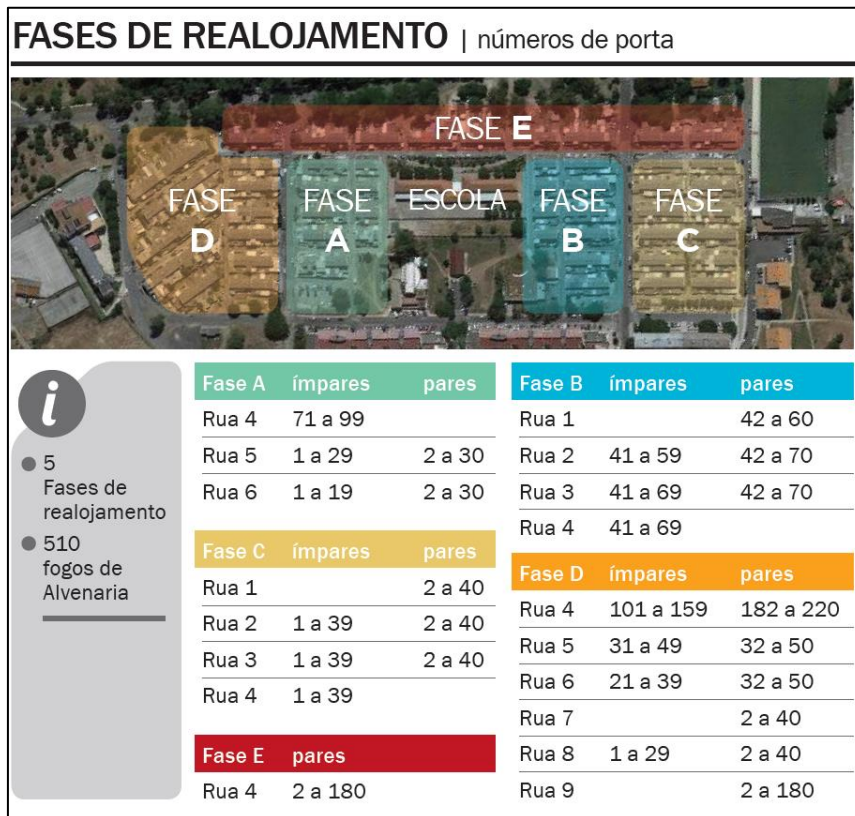 FASES DE REALOJAMENTO | números de porta
FASE E
FASE D
FASE A
ESCOLA
FASE B
FASE C
i
5
Fases de
realojamento
510
fogos de
Alvenaria
Fase A ímpares pares
Rua 4 71 a 99
Rua 5 1 a 29 2 a 30
Rua 6 1 a 19 2 a 30
Fase B ímpares pares
Rua 1 42 a 60
Rua 2 41 a 59 42 a 70
Rua 3 41 a 69 42 a 70
Rua 4 41 a 69
Fase C ímpares pares
Rua 1 2 a 40
Rua 2 1 a 39 2 a 40
Rua 3 1 a 39 2 a 40
Rua 4 1 a 39
Fase D ímpares pares
Rua 4 101 a 159 182 a 220
Rua 5 31 a 49 32 a 50
Rua 6 21 a 39 32 a 50
Rua 7 2 a 40
Rua 8 1 a 29 2 a 40
Rua 9 2 a 180
Fase E pares
Rua 4 2 a 180